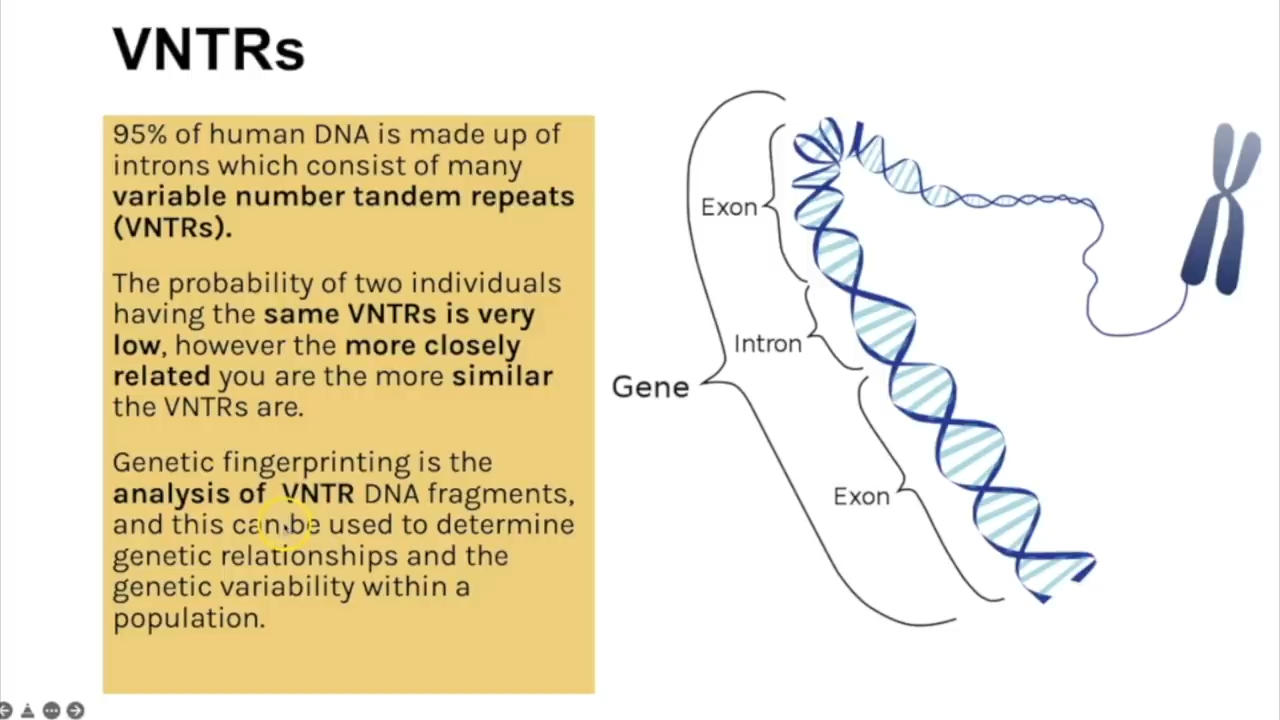 VNTRs
95% of human DNA is made up of
introns which consist of many
variable number tandem repeats
(VNTRs).
The probability of two individuals
having the same VNTRs is very
low, however the more closely
related you are the more similar
the VNTRs are.
Genetic fingerprinting is the
analysis of VNTR DNA fragments,
and this can be used to determine
genetic relationships and the
genetic variability within a
population.
Exon
Intron
Gene
Exon